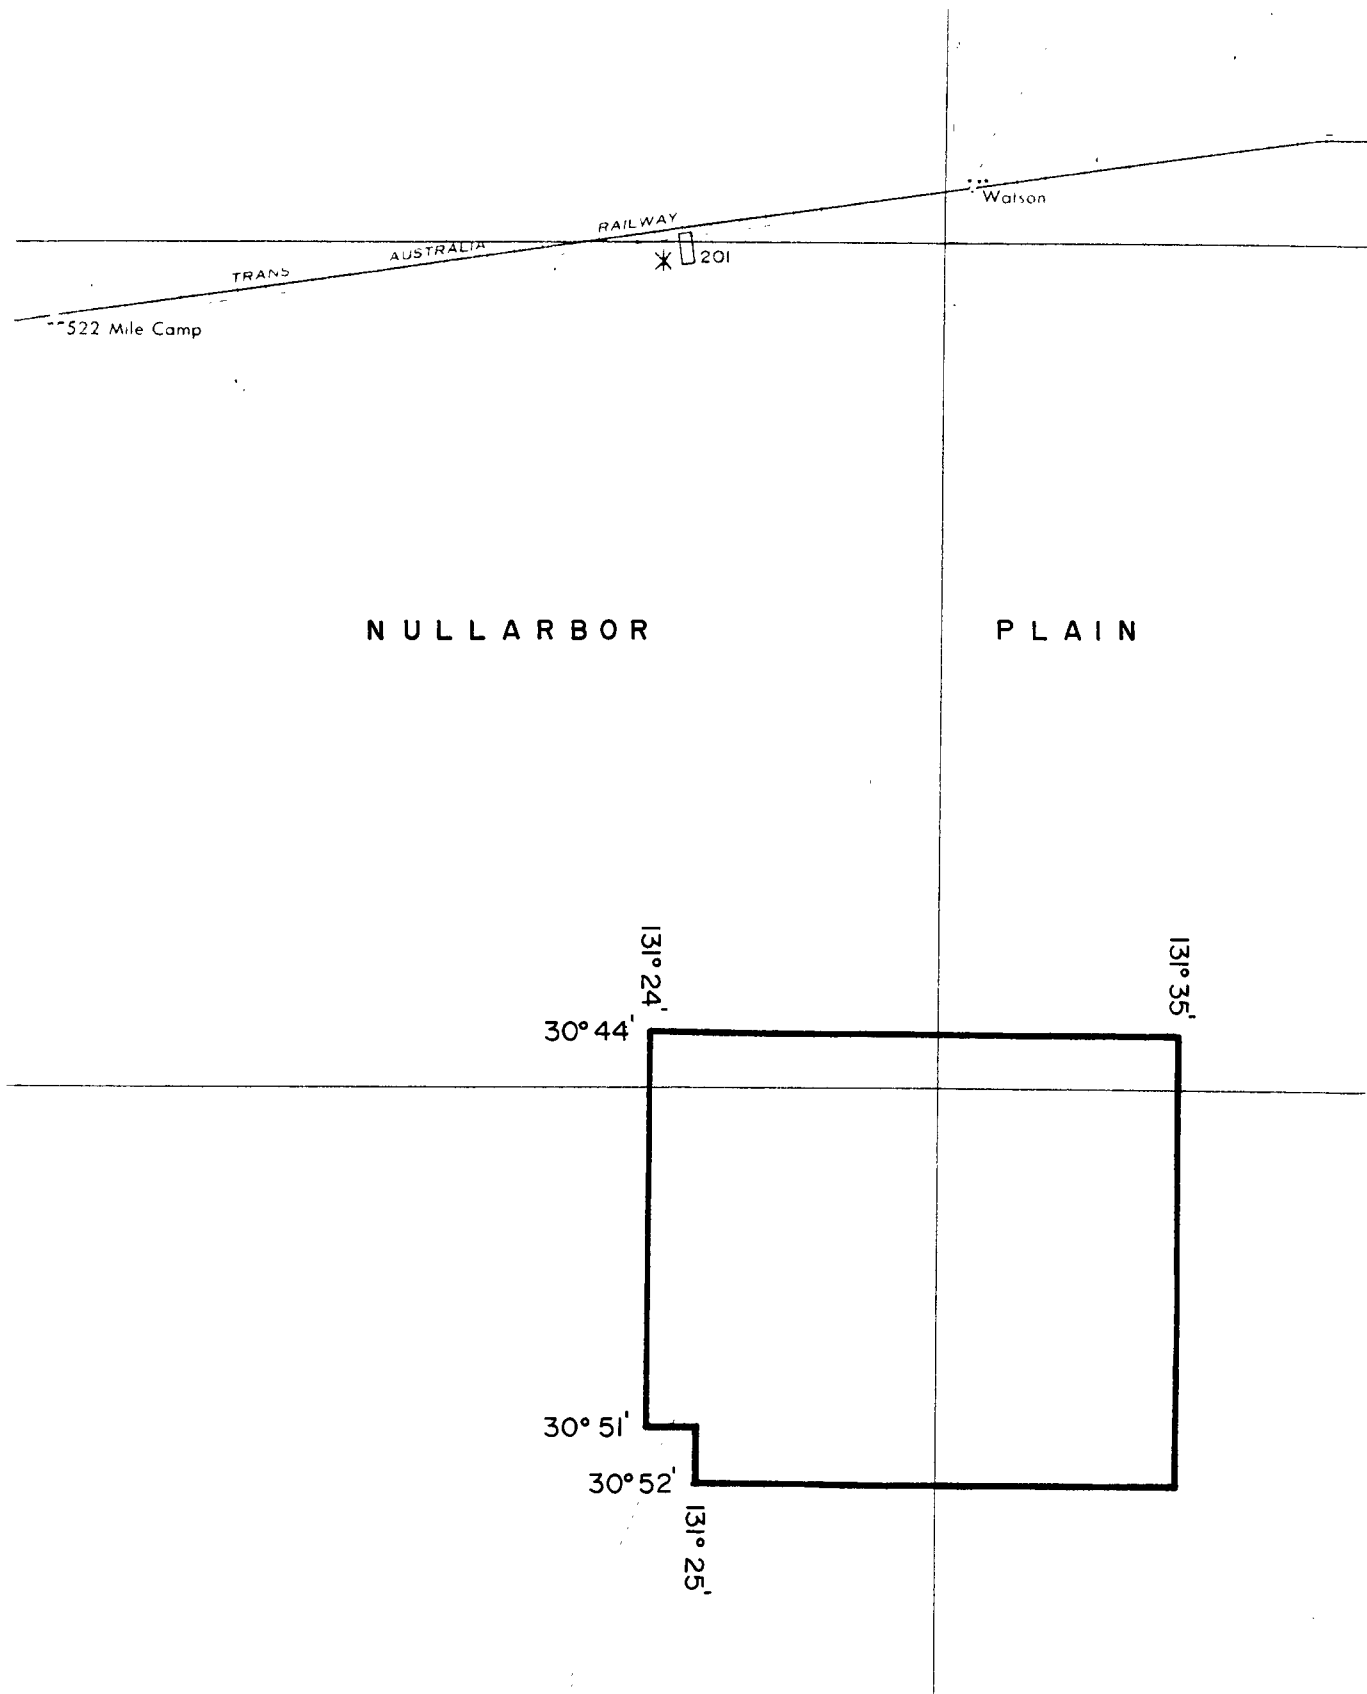 Watson
TRANS AUSTRALIA RAILWAY
201
522 Mile Camp
NULLARBOR PLAIN
131° 24'
131° 35'
30° 44'
30° 51'
30° 52'
131° 25'